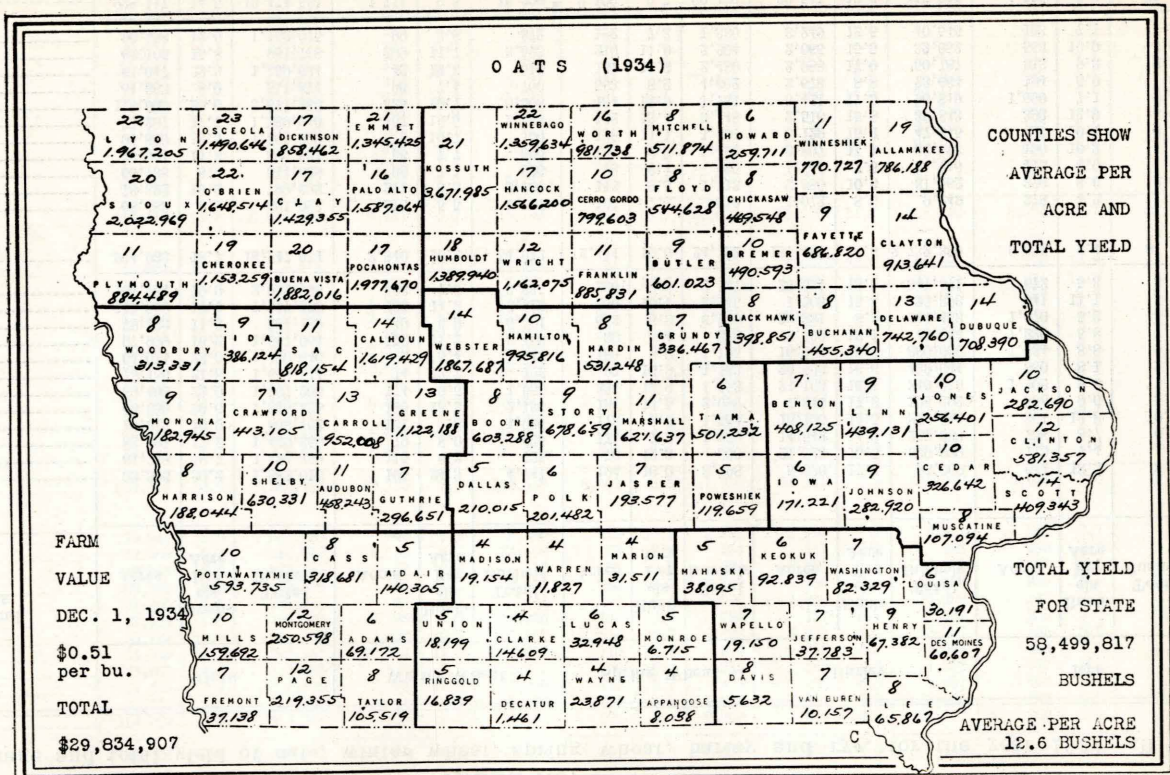 OATS (1934)
COUNTIES SHOW
AVERAGE PER
ACRE AND
TOTAL YIELD
22
LYON
1.967,205
23
OSCEOLA
1.490.646
17
DICKINSON
858.462
21
EMMET
1.345.425
21
KOSSUTH
3.671.985
22
WINNEBAGO
1.359,634
16
WORTH
981.738
8
MITCHELL
511.874
6
HOWARD
259.711
11
WINNESHIEK
770.727
19
ALLAMAKEE
786.188
20
SIOUX
2.022.969
22
O'BRIEN
1.648.514
17
CLAY
1.429.355
16
PALO ALTO
1.587.064
17
HANCOCK
1.566200
10
CERRO GORDO
799.603
8
FLOYD
544.628
8
CHICKASAW
469.548
9
FAYETTE
686.820
14
CLAYTON
913.641
11
PLYMOUTH
884.489
19
CHEROKEE
1.153.259
20
BUENA VISTA
1,882,016
17
POCAHONTAS
1.977.670
18
HUMBOLDT
1,389.940
12
WRIGHT
1,162,075
11
FRANKLIN
885,831
9
BUTLER
601.023
10
BREMER
490.593
8
BLACK HAWK
398.851
8
BUCHANAN
455.340
13
DELAWARE
742,760
14
DUBUQUE
708.390
8
WOODBURY
313.331
9
IDA
386,124
11
SAC
818,154
14
CALHOUN
1,619.429
14
WEBSTER
1.867.687
10
HAMILTON
995,816
8
HARDIN
531.248
7
GRUNDY
336.467
9
MONONA
182.945
7
CRAWFORD
413.105
13
CARROLL
952,008
13
GREENE
1,122,188
8
BOONE
603.288
9
STORY
678.659
11
MARSHALL
627.637
6
TAMA
501.232
7
BENTON
408,125
9
LINN
439.131
10
JONES
256.401
10
JACKSON
282.690
12
CLINTON
581.357
8
HARRISON
188.044
10
SHELBY
630.331
11
AUDUBON
458.243
7
GUTHRIE
296.651
5
DALLAS
210.015
6
POLK
201.482
7
JASPER
193.577
5
POWESHIEK
119.659
6
IOWA
171.221
9
JOHNSON
282.920
10
CEDAR
326.642
14
SCOTT
409.343
8
MUSCATINE
107.094
10
POTTAWATTAMIE
593.735
8
CASS
318.681
5
ADAIR
140.305
4
MADISON
19.154
4
WARREN
11.827
4
MARION
31.511
5
MAHASKA
38.095
6
KEOKUK
92.839
7
WASHINGTON
82.329
6
LOUISA
30.191
10
MILLS
159.692
12
MONTGOMERY
250.598
6
ADAMS
69.172
5
UNION
18.199
4
CLARKE
14.609
6
LUCAS
32.948
5
MONROE
6.715
7
WAPELLO
19.150
7
JEFFERSON
37.783
9
HENRY
67.382
11
DES MOINES
60.607
7
FREMONT
37.138
12
PAGE
219.355
8
TAYLOR
105.519
5
RINGGOLD
16.839
4
DECATUR
1.461
4
WAYNE
23.871
4
APPANOOSE
8.038
8
DAVIS
5.632
7
VAN BUREN
10.157
8
LEE
65.867
C
FARM
VALUE
DEC. 1, 1934
$0.51
per bu.
TOTAL
$29,834,907
TOTAL YIELD
FOR STATE
58,499,817
BUSHELS
AVERAGE PER ACRE
12.6 BUSHELS